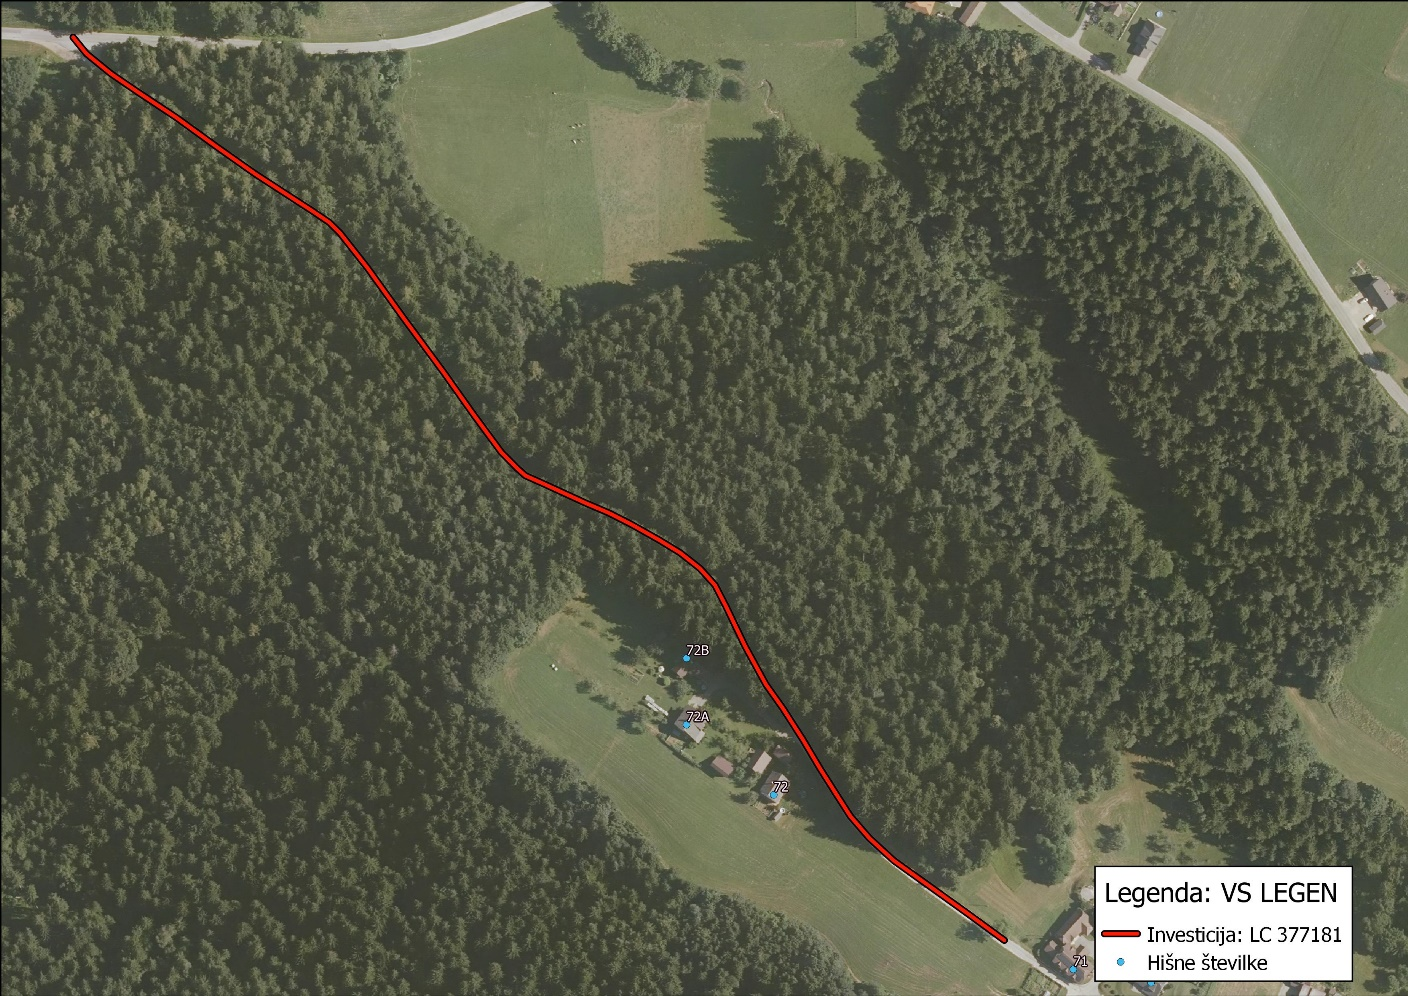 72B
72A
72
71
Legenda: VS LEGEN
Investicija: LC 377181
Hišne številke